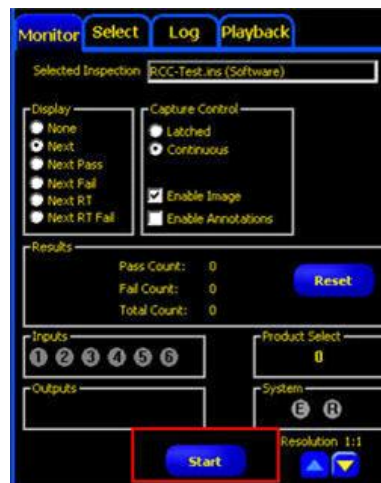 Monitor Select Log Playback
Selected Inspection RCC-Test.ins (Software)
Display
None
Next
Next Pass
Next Fail
Next RT
Next RT Fail
Capture Control
Latched
Continuous
Enable Image
Enable Annotations
Results
Pass Count: 0
Fail Count: 0
Total Count: 0
Reset
Inputs
1 2 3 4 5 6
Product Select
0
Outputs
System
E R
Start
Resolution 1:1